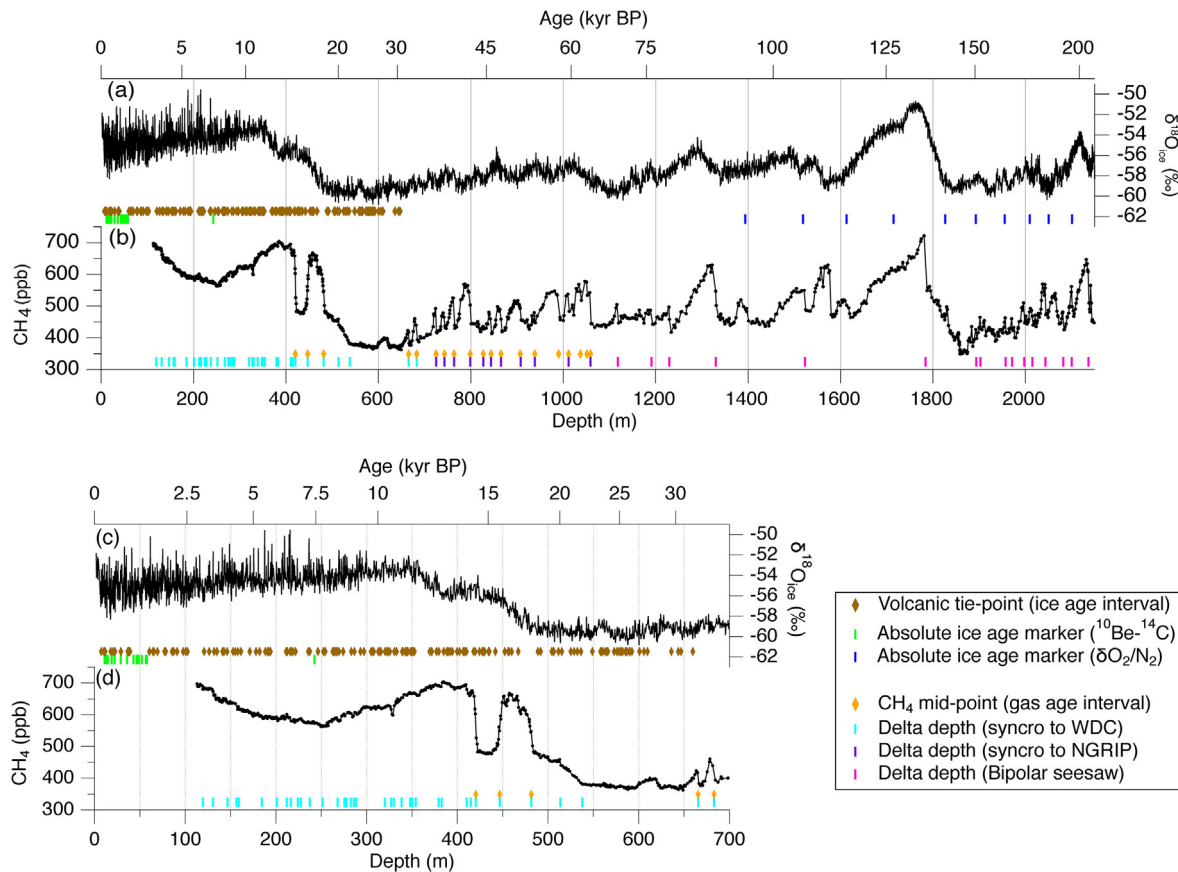 Age (kyr BP)
0 5 10 15 20 25 30 45 60 75 100 125 150 200
(a)
-50
-52
-54
-56
-58
-60
-62
δ18Oice (‰)
(b)
700
600
500
400
300
CH4 (ppb)
0 200 400 600 800 1000 1200 1400 1600 1800 2000
Depth (m)
Age (kyr BP)
0 2.5 5 7.5 10 15 20 25 30
(c)
-50
-52
-54
-56
-58
-60
-62
δ18Oice (‰)
(d)
700
600
500
400
300
CH4 (ppb)
0 100 200 300 400 500 600 700
Depth (m)
Volcanic tie-point (ice age interval)
Absolute ice age marker (10Be-14C)
Absolute ice age marker (δO2/N2)
CH4 mid-point (gas age interval)
Delta depth (syncro to WDC)
Delta depth (syncro to NGRIP)
Delta depth (Bipolar seesaw)